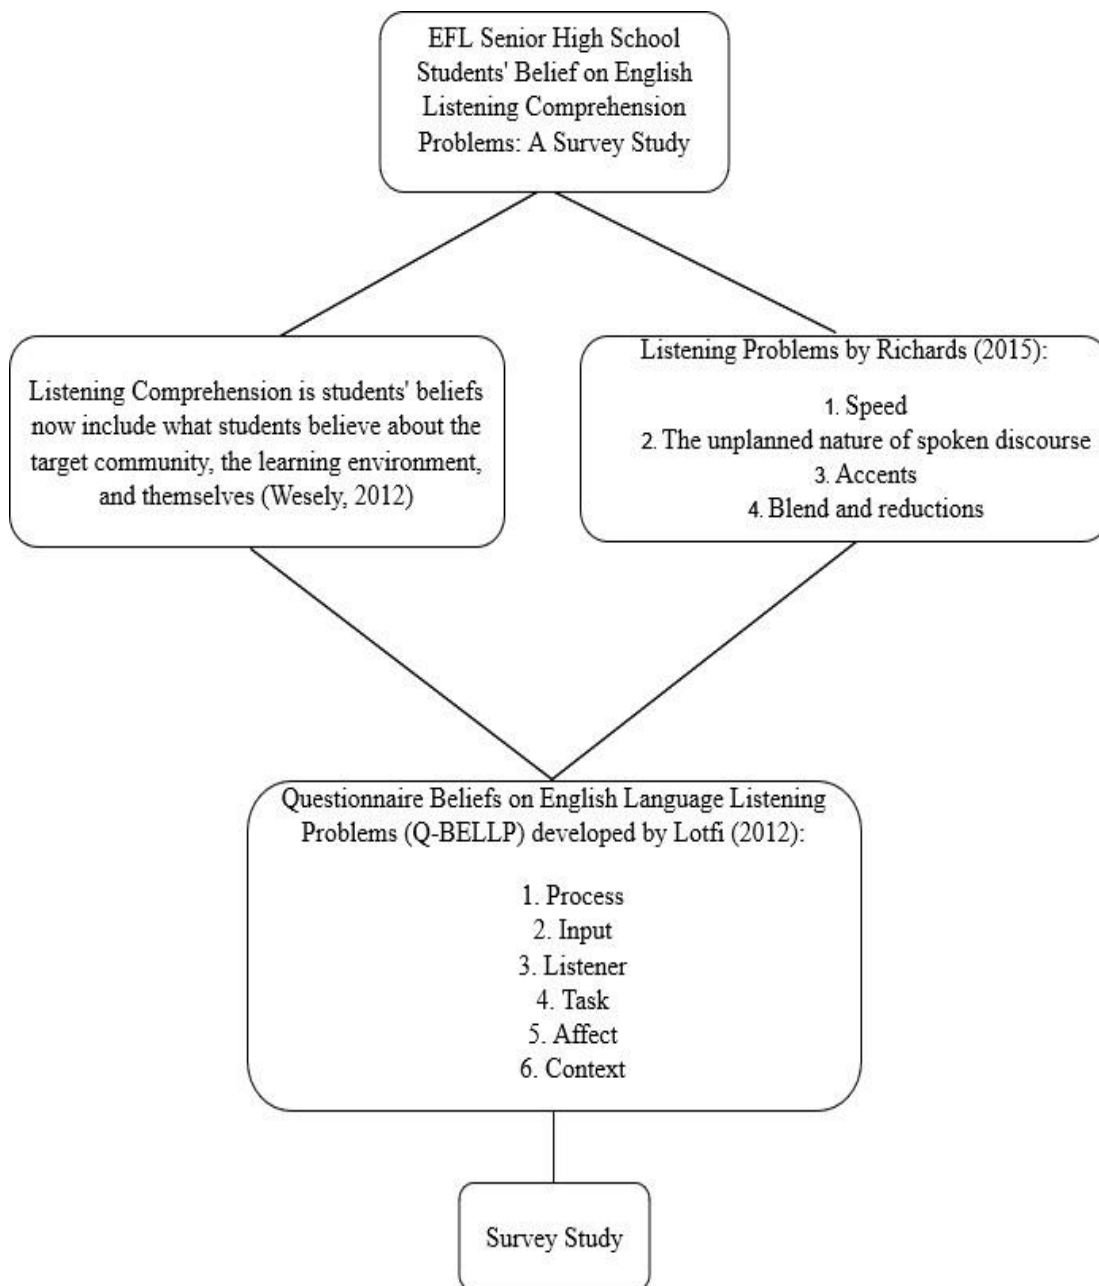 EFL Senior High School
Students' Belief on English
Listening Comprehension
Problems: A Survey Study
Listening Comprehension is students' beliefs
now include what students believe about the
target community, the learning environment,
and themselves (Wesely, 2012)
Listening Problems by Richards (2015):
1. Speed
2. The unplanned nature of spoken discourse
3. Accents
4. Blend and reductions
Questionnaire Beliefs on English Language Listening
Problems (Q-BELLP) developed by Lotfi (2012):
1. Process
2. Input
3. Listener
4. Task
5. Affect
6. Context
Survey Study